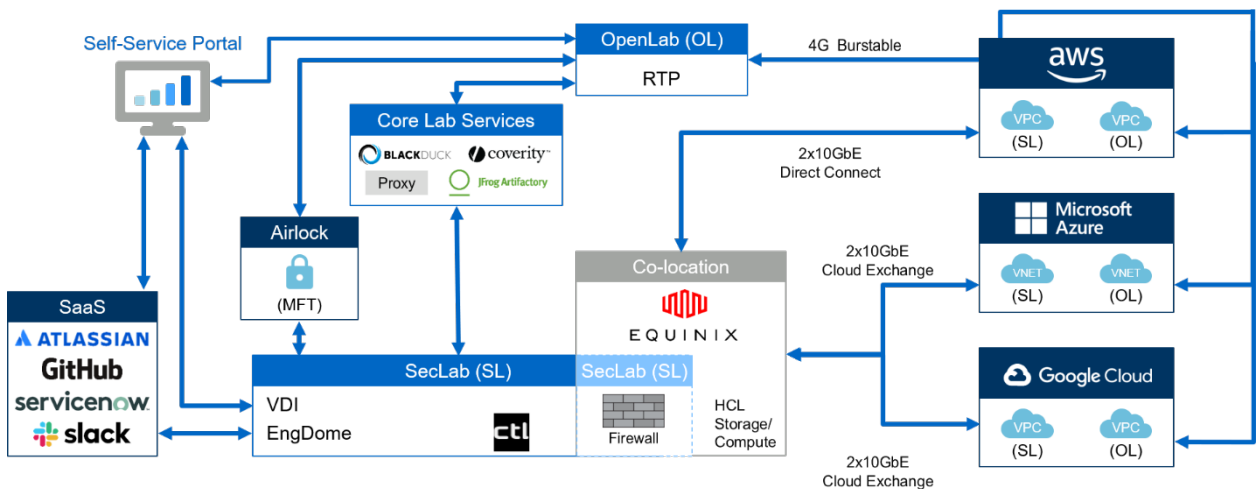 Self-Service Portal
OpenLab (OL)
RTP
4G Burstable
aws
VPC
(SL)
VPC
(OL)
Core Lab Services
BLACKDUCK
coverity™
Proxy
JFrog Artifactory
2x10GbE
Direct Connect
Microsoft
Azure
VNET
(SL)
VNET
(OL)
Airlock
(MFT)
Co-location
EQUINIX
2x10GbE
Cloud Exchange
SaaS
ATLASSIAN
GitHub
servicenow
slack
SecLab (SL)
VDI
EngDome
ctl
SecLab (SL)
Firewall
HCL
Storage/
Compute
Google Cloud
VPC
(SL)
VPC
(OL)
2x10GbE
Cloud Exchange